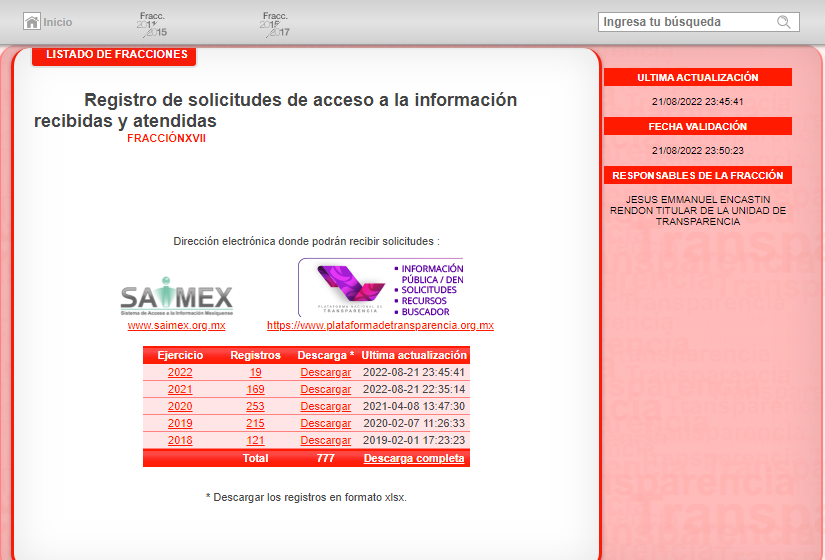 Inicio
Fracc.
2011
/2015
Fracc.
2015
/2017
Ingresa tu búsqueda
LISTADO DE FRACCIONES
Registro de solicitudes de acceso a la información
recibidas y atendidas
FRACCIÓNXVII
Dirección electrónica donde podrán recibir solicitudes :
SAIMEX
Sistema de Acceso a la Información Mexiquense
www.saimex.org.mx
PLATAFORMA NACIONAL DE
TRANSPARENCIA
INFORMACIÓN
PÚBLICA / DEN
SOLICITUDES
RECURSOS
BUSCADOR
https://www.plataformadetransparencia.org.mx
Ejercicio Registros Descarga * Ultima actualización
2022 19 Descargar 2022-08-21 23:45:41
2021 169 Descargar 2022-08-21 22:35:14
2020 253 Descargar 2021-04-08 13:47:30
2019 215 Descargar 2020-02-07 11:26:33
2018 121 Descargar 2019-02-01 17:23:23
Total 777 Descarga completa
* Descargar los registros en formato xlsx.
ULTIMA ACTUALIZACIÓN
21/08/2022 23:45:41
FECHA VALIDACIÓN
21/08/2022 23:50:23
RESPONSABLES DE LA FRACCIÓN
JESUS EMMANUEL ENCASTIN
RENDON TITULAR DE LA UNIDAD DE
TRANSPARENCIA